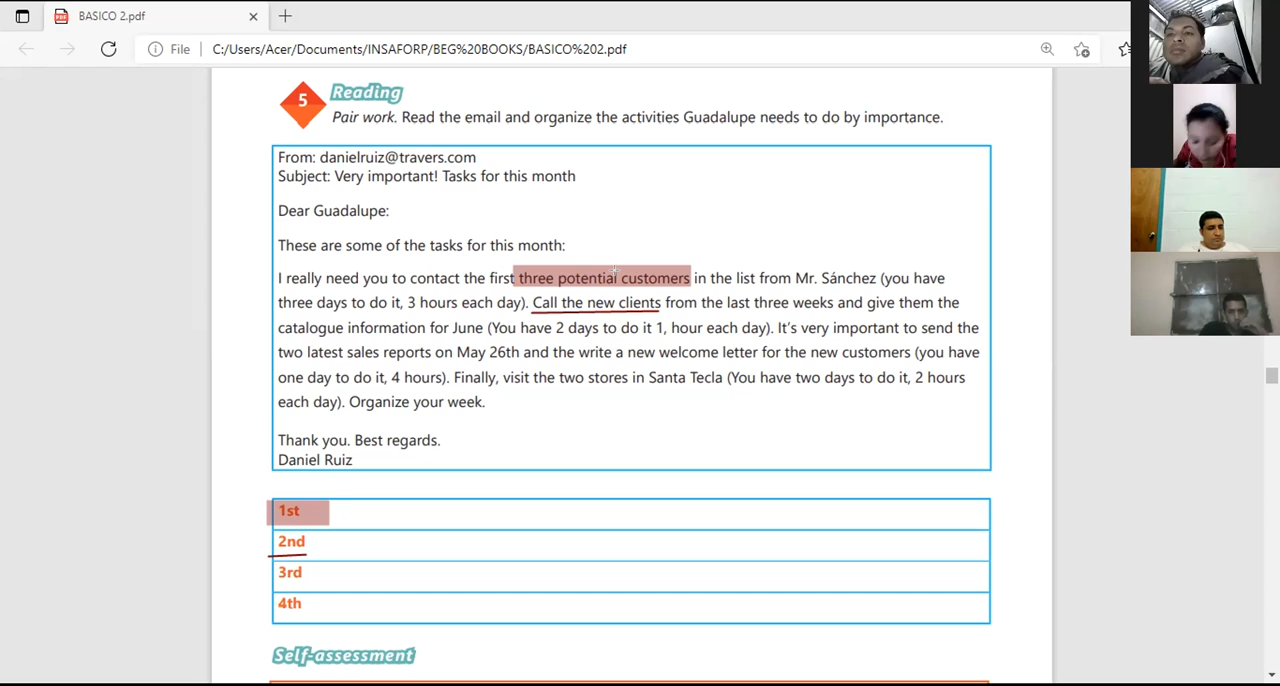 BASICO 2.pdf
File
C:/Users/Acer/Documents/INSAFORP/BEG%20BOOKS/BASICO%202.pdf
5
Reading
Pair work. Read the email and organize the activities Guadalupe needs to do by importance.
From: danielruiz@travers.com
Subject: Very important! Tasks for this month
Dear Guadalupe:
These are some of the tasks for this month:
I really need you to contact the first three potential customers in the list from Mr. Sánchez (you have
three days to do it, 3 hours each day). Call the new clients from the last three weeks and give them the
catalogue information for June (You have 2 days to do it 1, hour each day). It's very important to send the
two latest sales reports on May 26th and the write a new welcome letter for the new customers (you have
one day to do it, 4 hours). Finally, visit the two stores in Santa Tecla (You have two days to do it, 2 hours
each day). Organize your week.
Thank you. Best regards.
Daniel Ruiz
1st
2nd
3rd
4th
Self-assessment